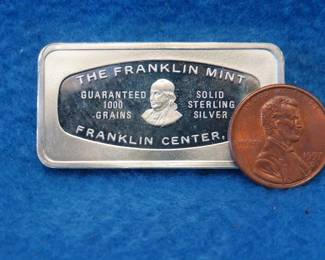 THE FRANKLIN MINT
GUARANTEED
1000
GRAINS
SOLID
STERLING
SILVER
FRANKLIN CENTER,